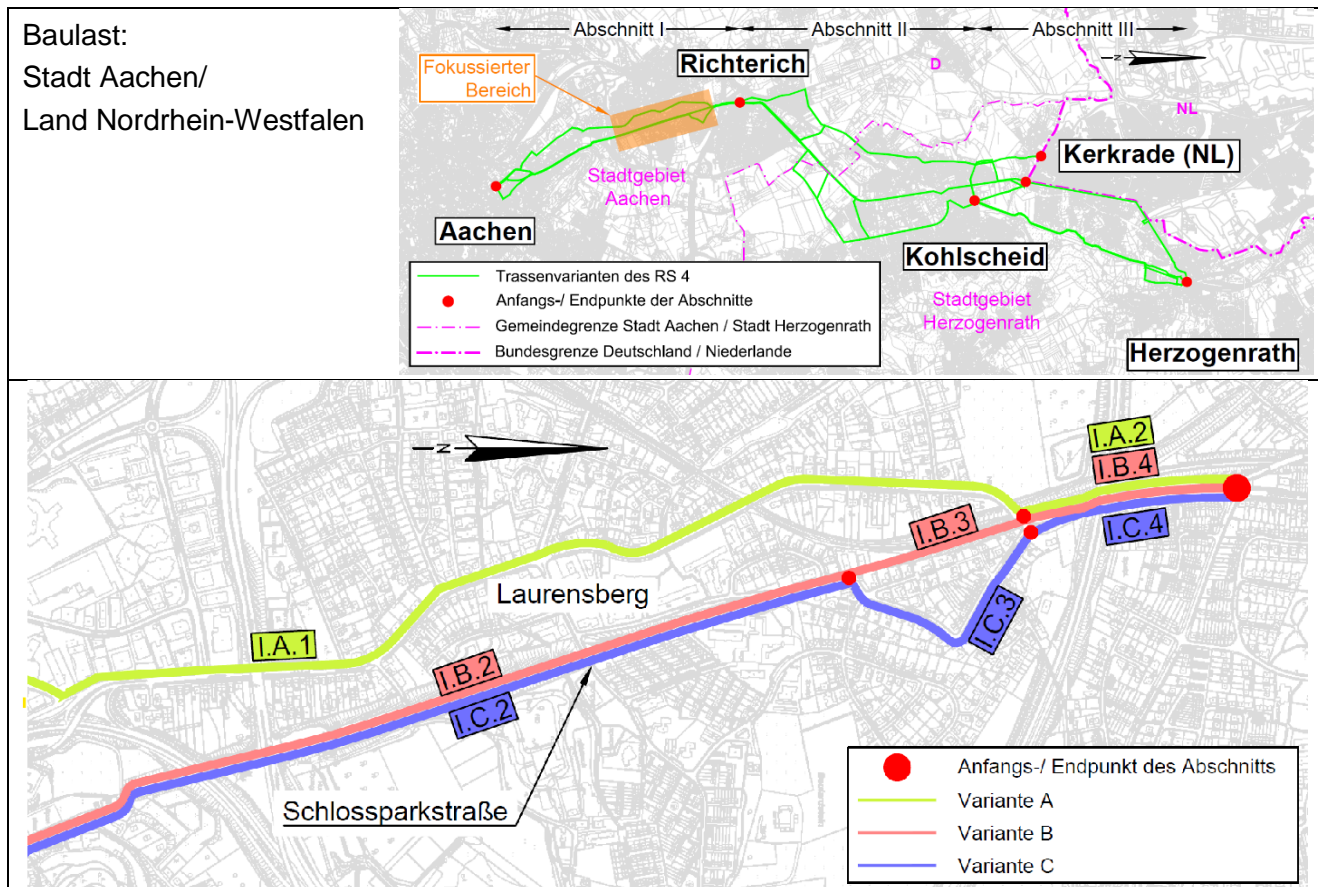 Baulast:
Stadt Aachen/
Land Nordrhein-Westfalen
Abschnitt I
Abschnitt II
Abschnitt III
Fokussierter
Bereich
Richterich
D
N
NL
Kerkrade (NL)
Stadtgebiet
Aachen
Aachen
Kohlscheid
Stadtgebiet
Herzogenrath
Herzogenrath
Trassenvarianten des RS 4
Anfangs-/ Endpunkte der Abschnitte
Gemeindegrenze Stadt Aachen / Stadt Herzogenrath
Bundesgrenze Deutschland / Niederlande
N
I.A.2
I.B.4
I.C.4
I.B.3
I.C.3
Laurensberg
I.A.1
I.B.2
I.C.2
Schlossparkstraße
Anfangs-/ Endpunkt des Abschnitts
Variante A
Variante B
Variante C